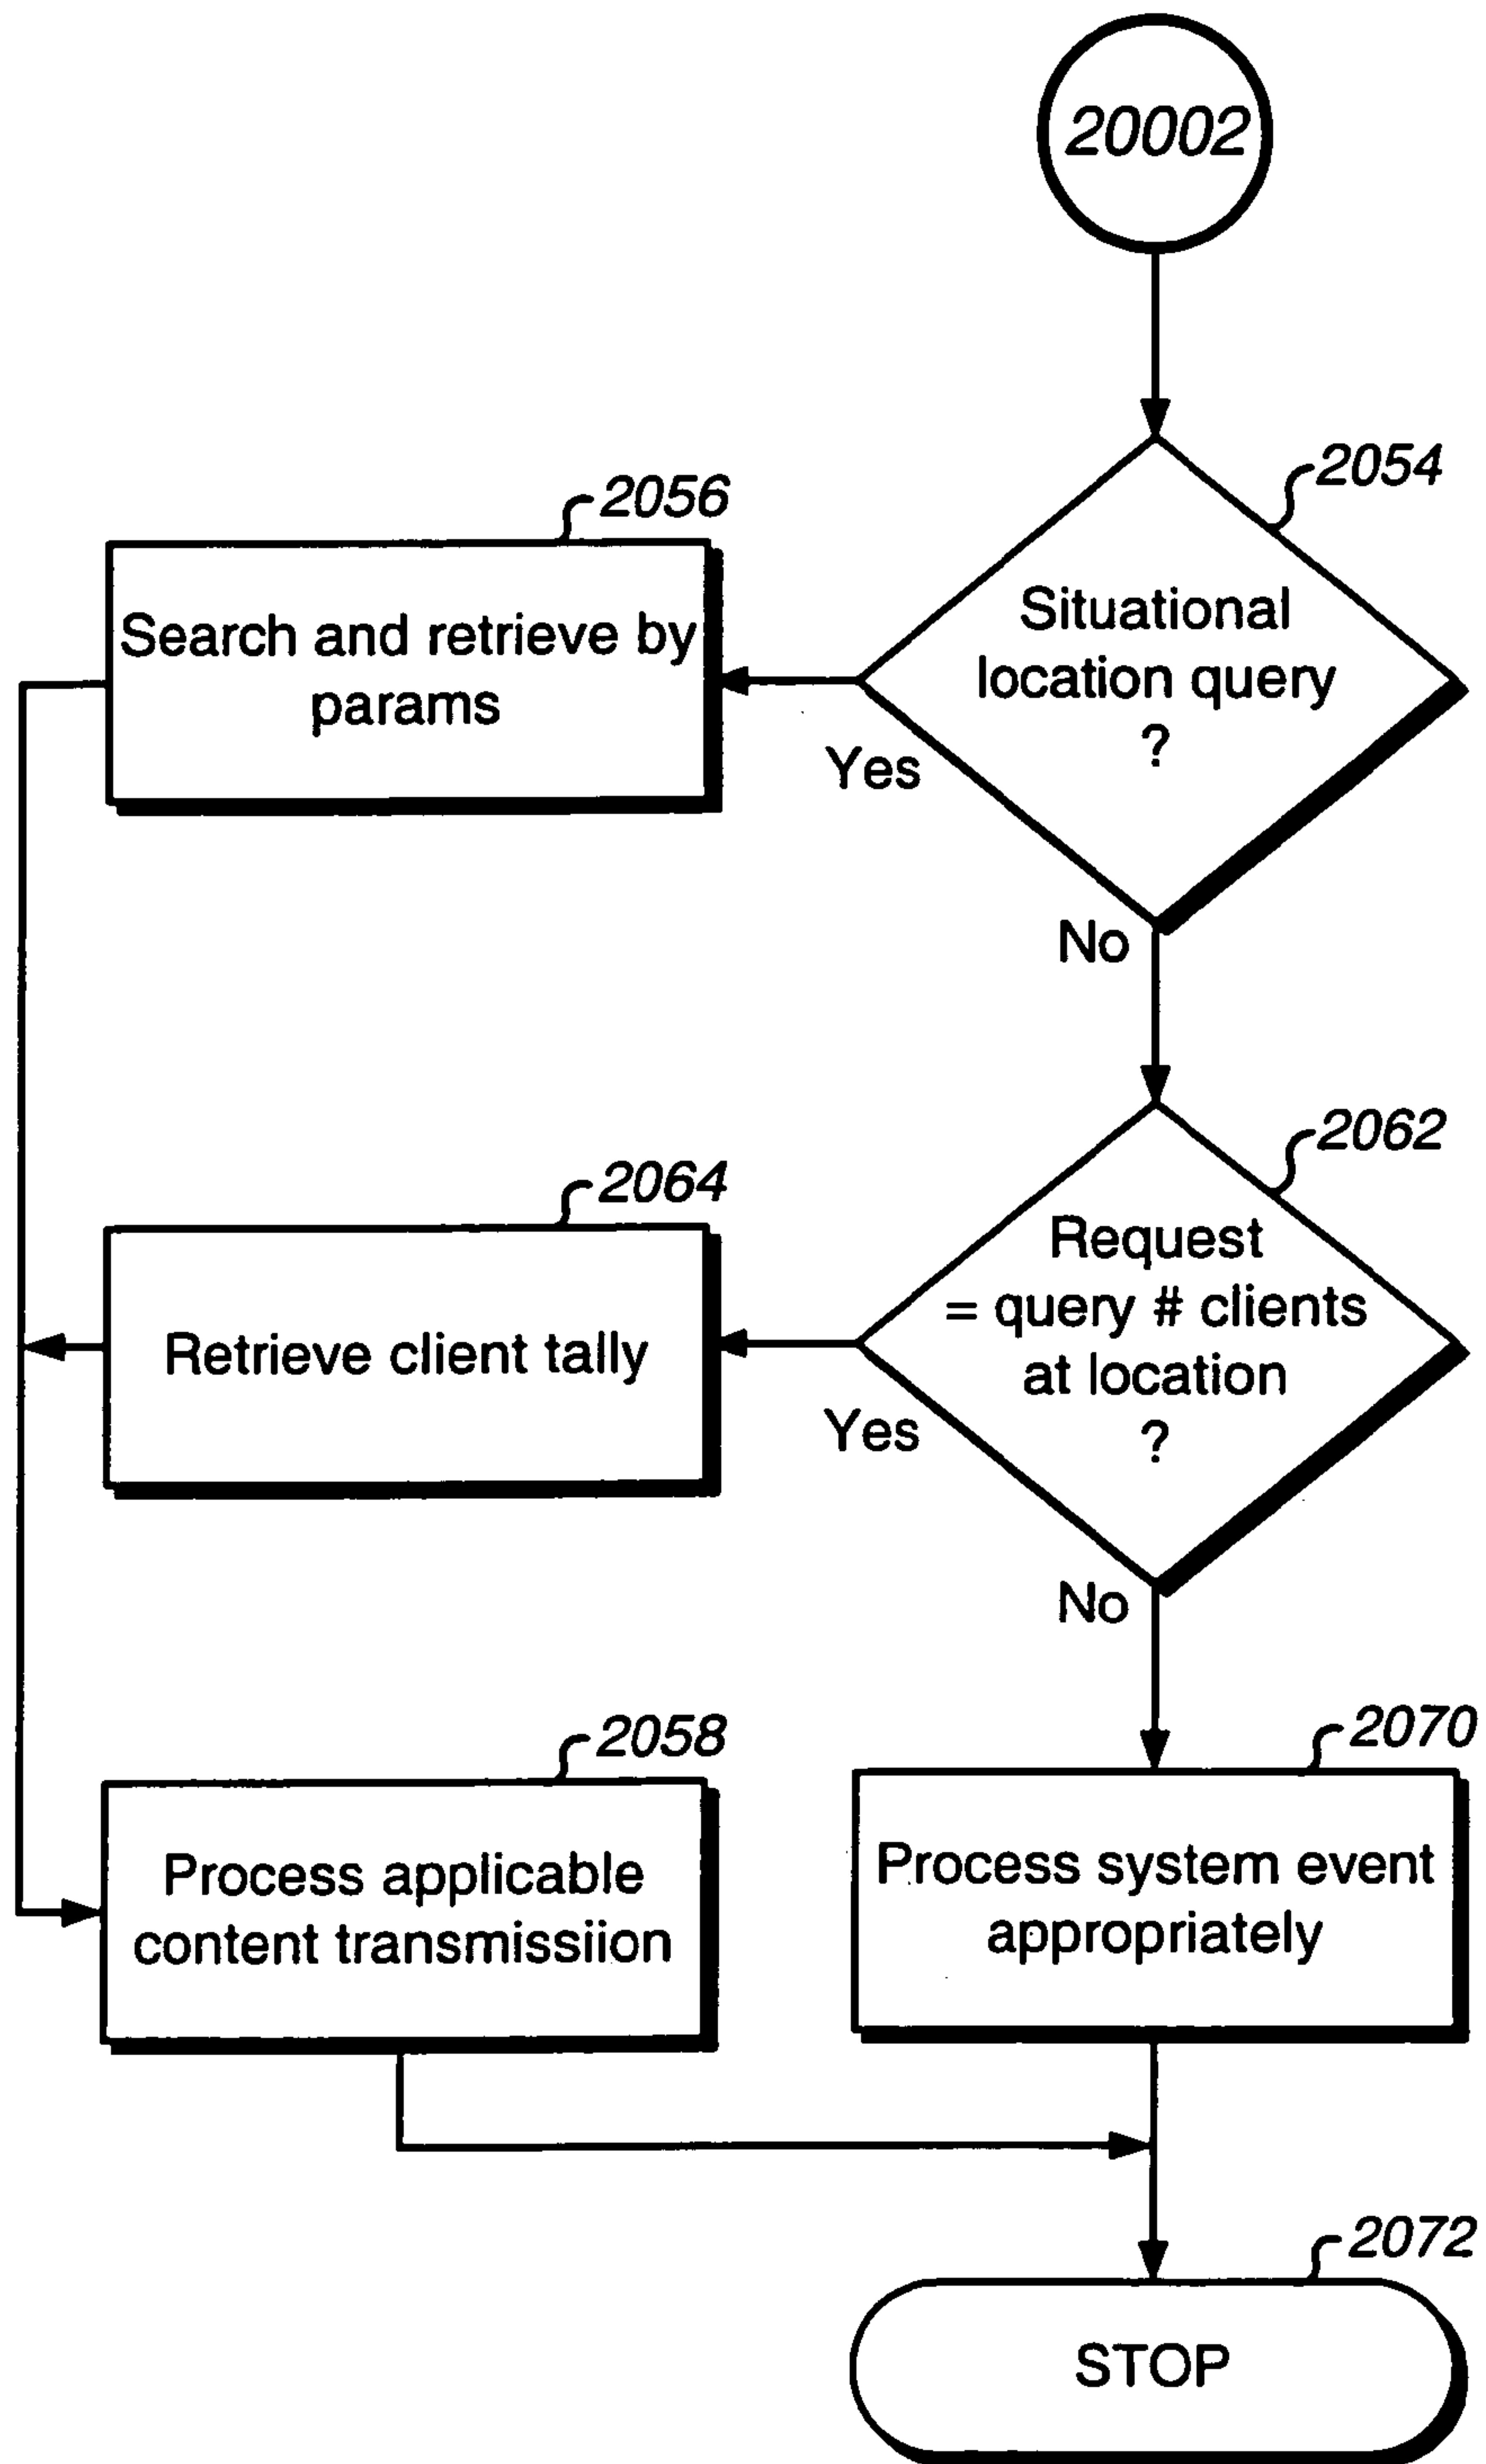 20002
2054
Situational
location query
?
Yes
No
2056
Search and retrieve by
params
2062
Request
= query # clients
at location
?
Yes
No
2064
Retrieve client tally
2058
Process applicable
content transmissiion
2070
Process system event
appropriately
2072
STOP